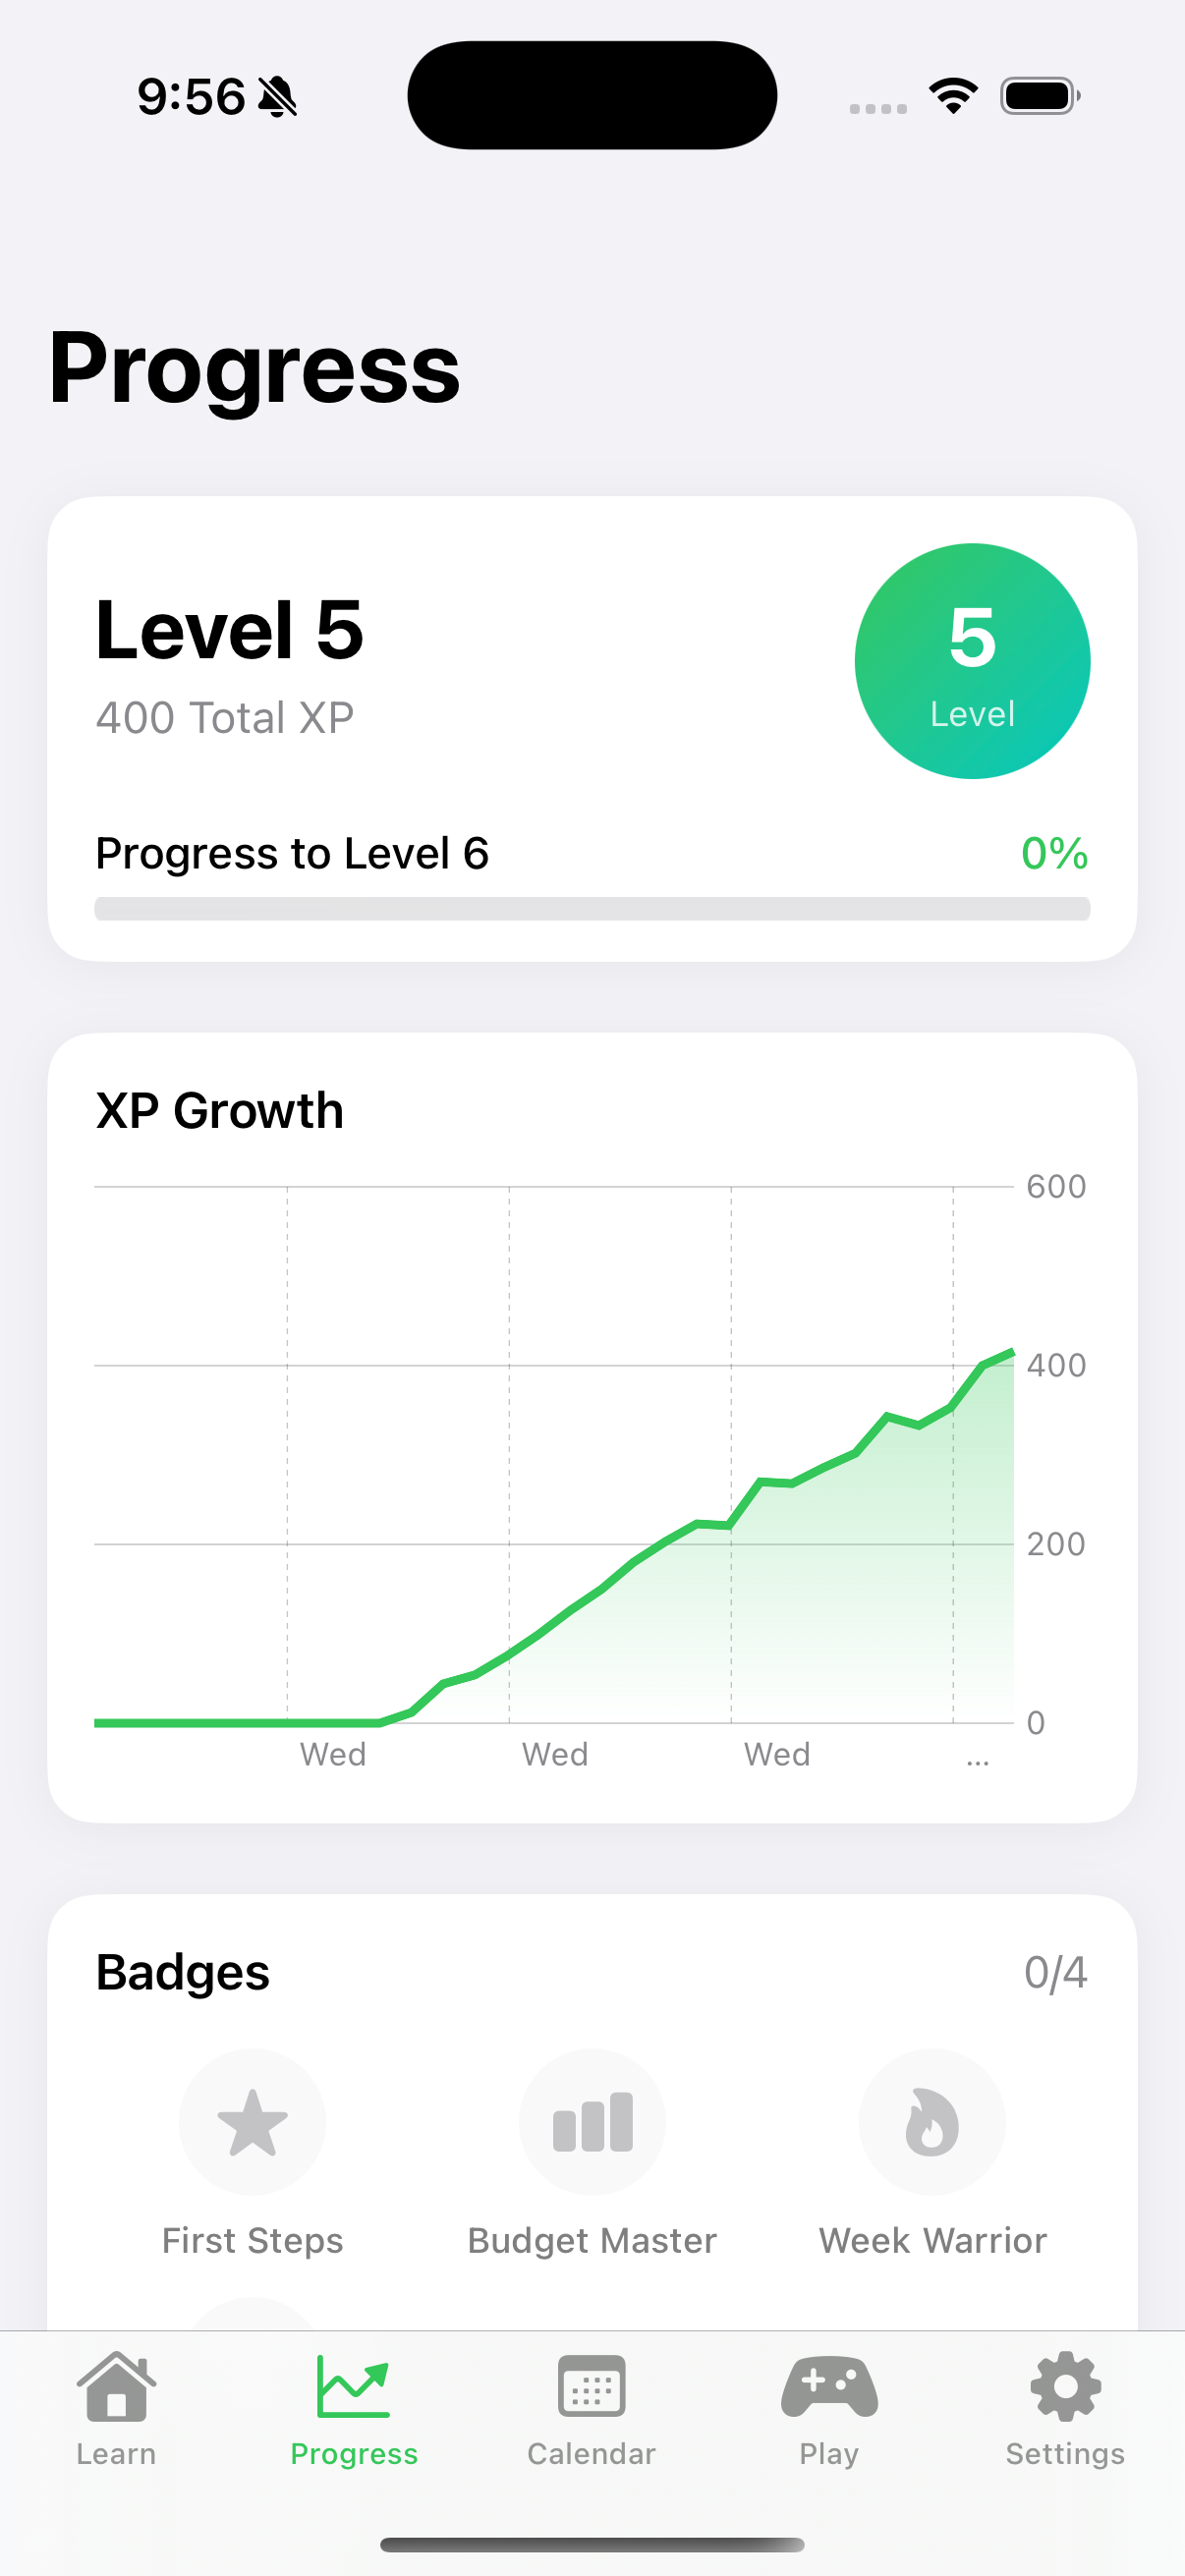 9:56
Progress
Level 5
400 Total XP
5
Level
Progress to Level 6
0%
XP Growth
600
400
200
0
Wed
Wed
Wed
...
Badges
0/4
First Steps
Budget Master
Week Warrior
Learn
Progress
Calendar
Play
Settings